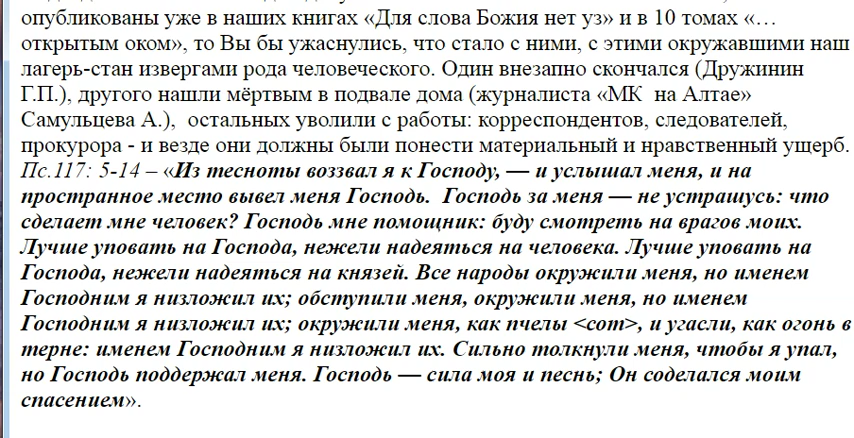 опубликованы уже в наших книгах «Для слова Божия нет уз» и в 10 томах «…
открытым оком», то Вы бы ужаснулись, что стало с ними, с этими окружавшими наш
лагерь-стан извергами рода человеческого. Один внезапно скончался (Дружинин
Г.П.), другого нашли мёртвым в подвале дома (журналиста «МК  на Алтае»
Самульцева А.),  остальных уволили с работы: корреспондентов, следователей,
прокурора - и везде они должны были понести материальный и нравственный ущерб.
Пс.117: 5-14 – «Из тесноты воззвал я к Господу, — и услышал меня, и на
пространное место вывел меня Господь.  Господь за меня — не устрашусь: что
сделает мне человек? Господь мне помощник: буду смотреть на врагов моих.
Лучше уповать на Господа, нежели надеяться на человека. Лучше уповать на
Господа, нежели надеяться на князей. Все народы окружили меня, но именем
Господним я низложил их; обступили меня, окружили меня, но именем
Господним я низложил их; окружили меня, как пчелы <сот>, и угасли, как огонь в
терне: именем Господним я низложил их. Сильно толкнули меня, чтобы я упал,
но Господь поддержал меня. Господь — сила моя и песнь; Он соделался моим
спасением».